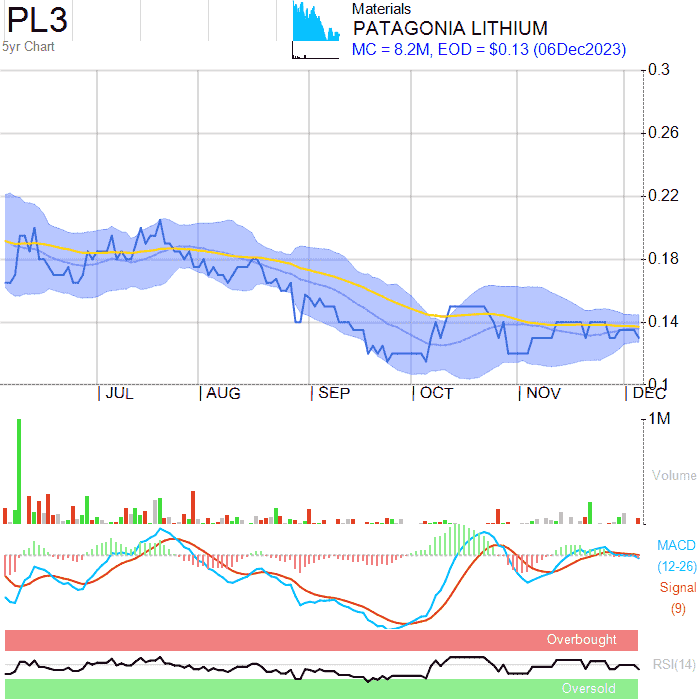 PL3
5yr Chart
Materials
PATAGONIA LITHIUM
MC = 8.2M, EOD = $0.13 (06Dec2023)
0.3
0.26
0.22
0.18
0.14
0.1
JUL AUG SEP OCT NOV DEC
1M
Volume
MACD
(12-26)
Signal
(9)
Overbought
RSI(14)
Oversold